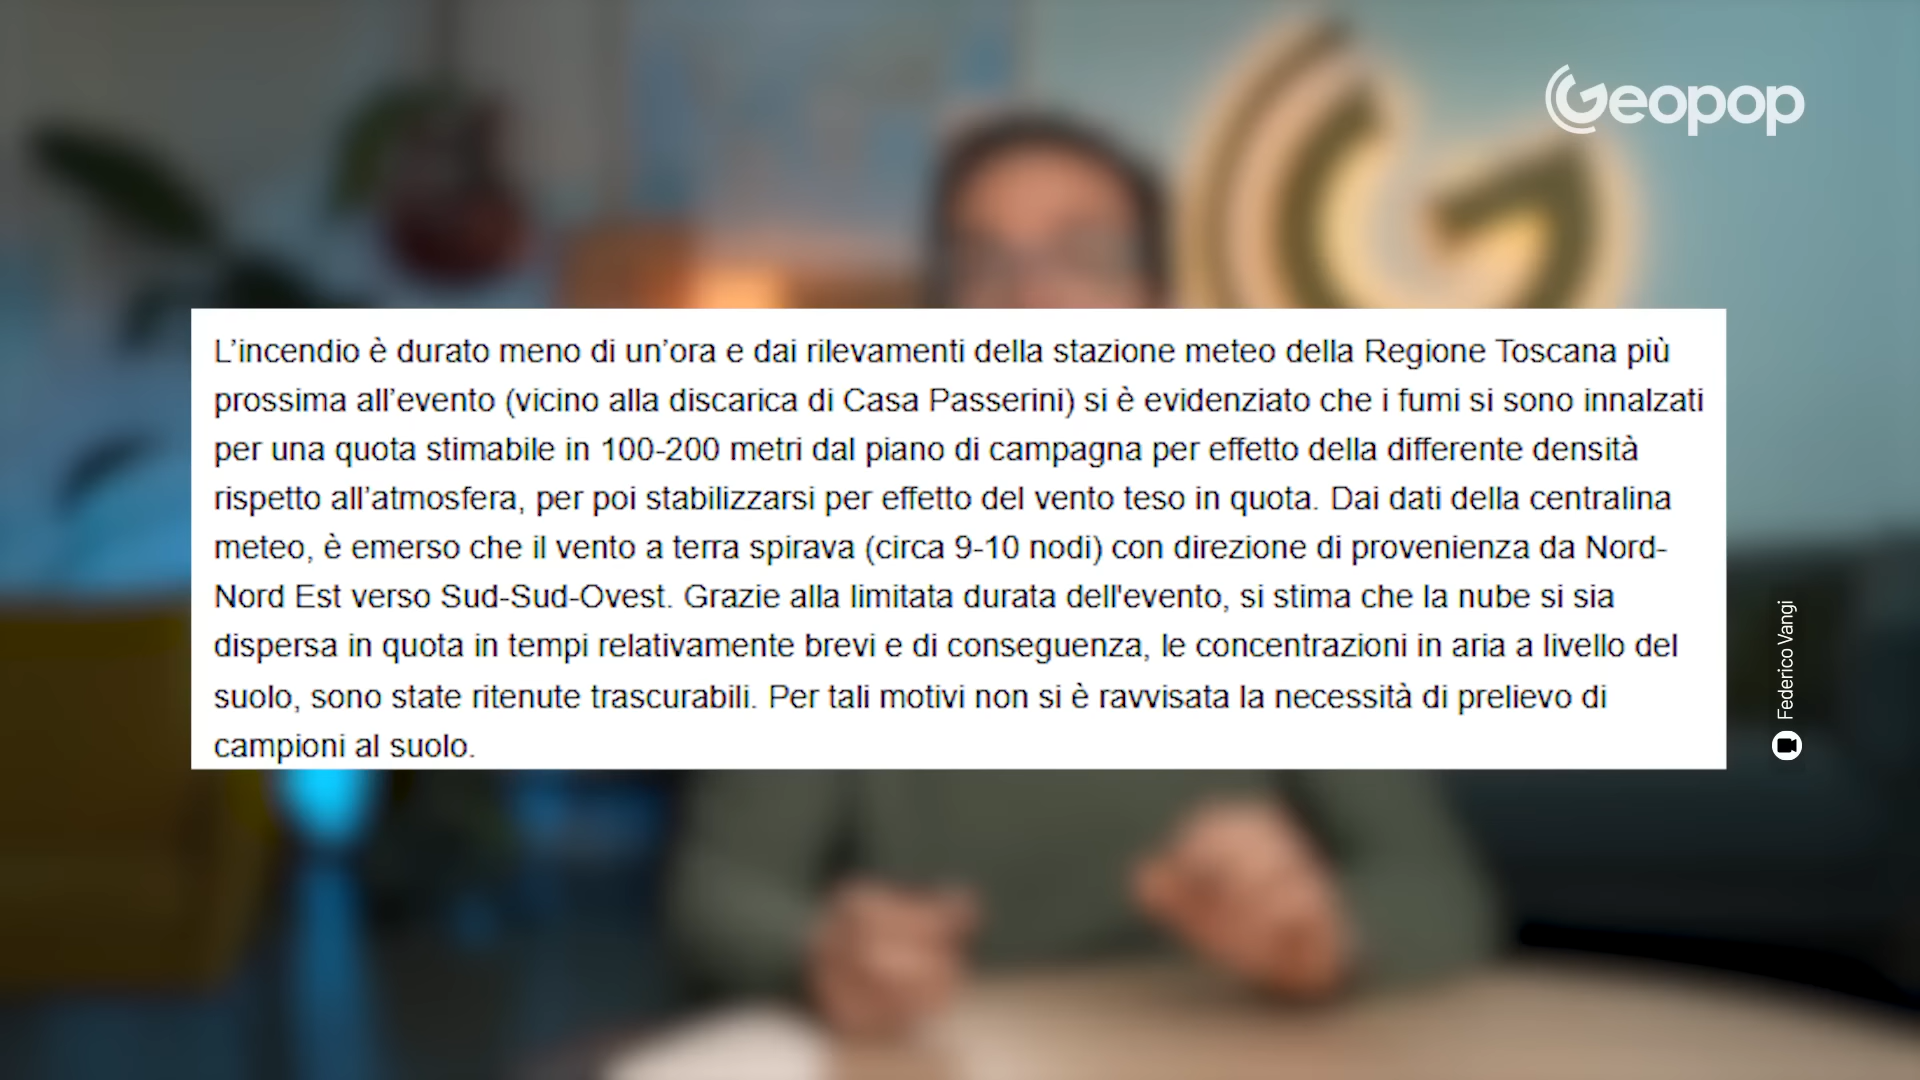 Geopop
L’incendio è durato meno di un’ora e dai rilevamenti della stazione meteo della Regione Toscana più
prossima all’evento (vicino alla discarica di Casa Passerini) si è evidenziato che i fumi si sono innalzati
per una quota stimabile in 100-200 metri dal piano di campagna per effetto della differente densità
rispetto all’atmosfera, per poi stabilizzarsi per effetto del vento teso in quota. Dai dati della centralina
meteo, è emerso che il vento a terra spirava (circa 9-10 nodi) con direzione di provenienza da Nord-
Nord Est verso Sud-Sud-Ovest. Grazie alla limitata durata dell'evento, si stima che la nube si sia
dispersa in quota in tempi relativamente brevi e di conseguenza, le concentrazioni in aria a livello del
suolo, sono state ritenute trascurabili. Per tali motivi non si è ravvisata la necessità di prelievo di
campioni al suolo.
Federico Vangi